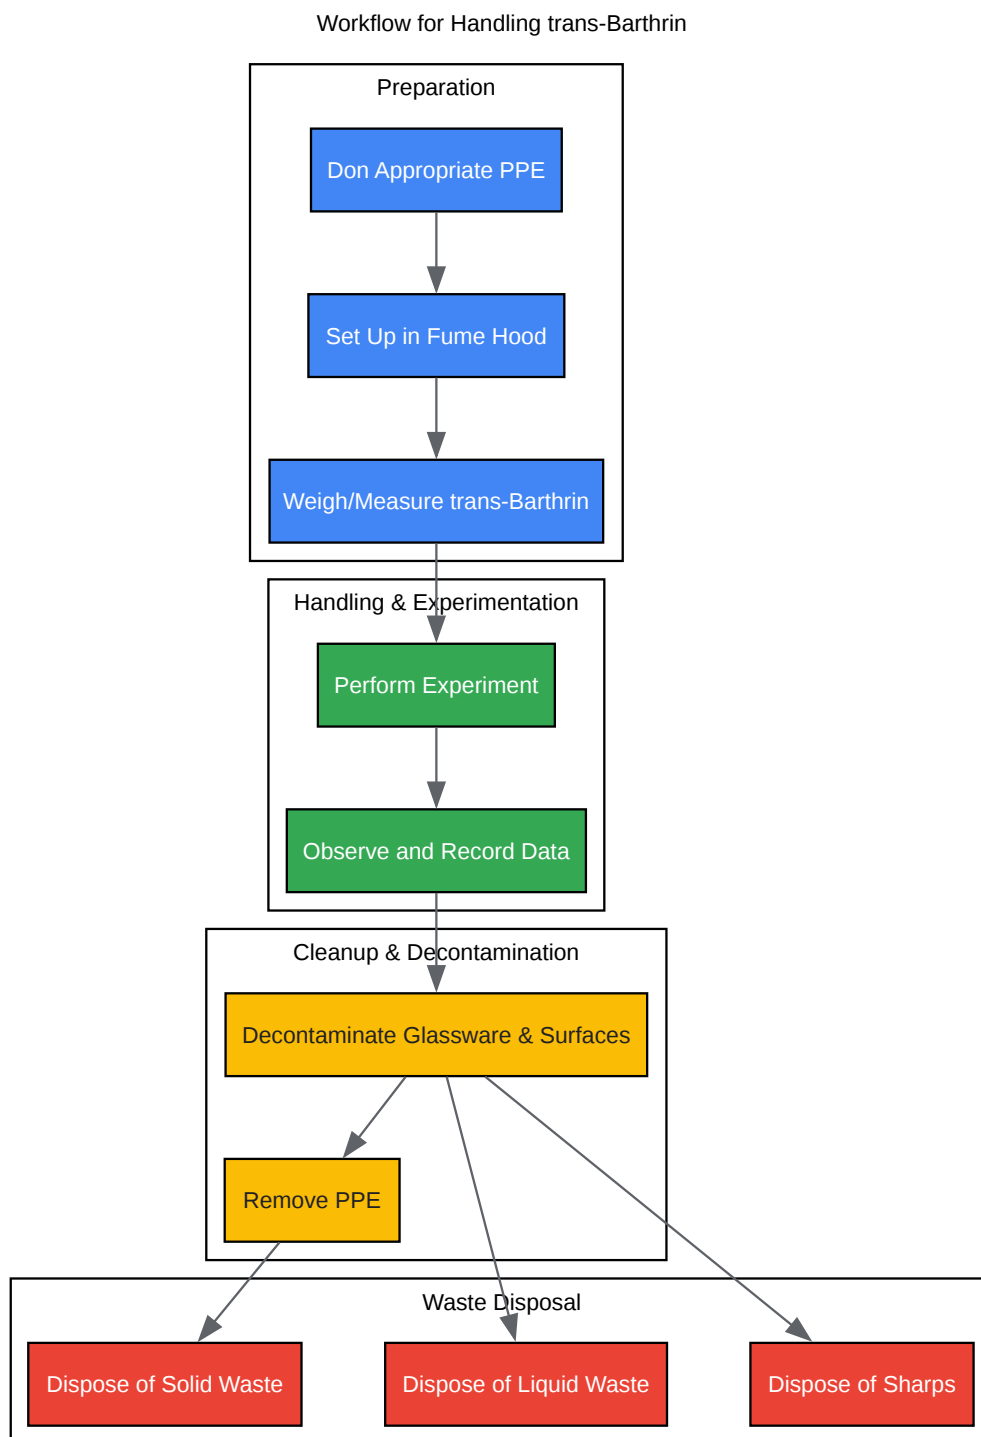 Workflow for Handling trans-Barthrin
Preparation
Don Appropriate PPE
Set Up in Fume Hood
Weigh/Measure trans-Barthrin
Handling & Experimentation
Perform Experiment
Observe and Record Data
Cleanup & Decontamination
Decontaminate Glassware & Surfaces
Remove PPE
Waste Disposal
Dispose of Solid Waste
Dispose of Liquid Waste
Dispose of Sharps